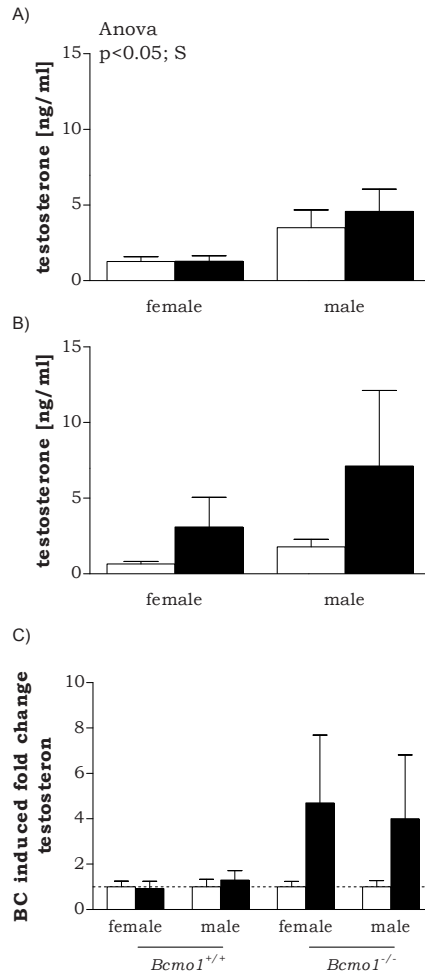 A)
Anova
p<0.05; S
testosterone [ng/ml]
15
10
5
0
female male
B)
testosterone [ng/ml]
15
10
5
0
female male
C)
BC induced fold change
testosteron
10
8
6
4
2
0
female male female male
Bcmo1+/+ Bcmo1-/-